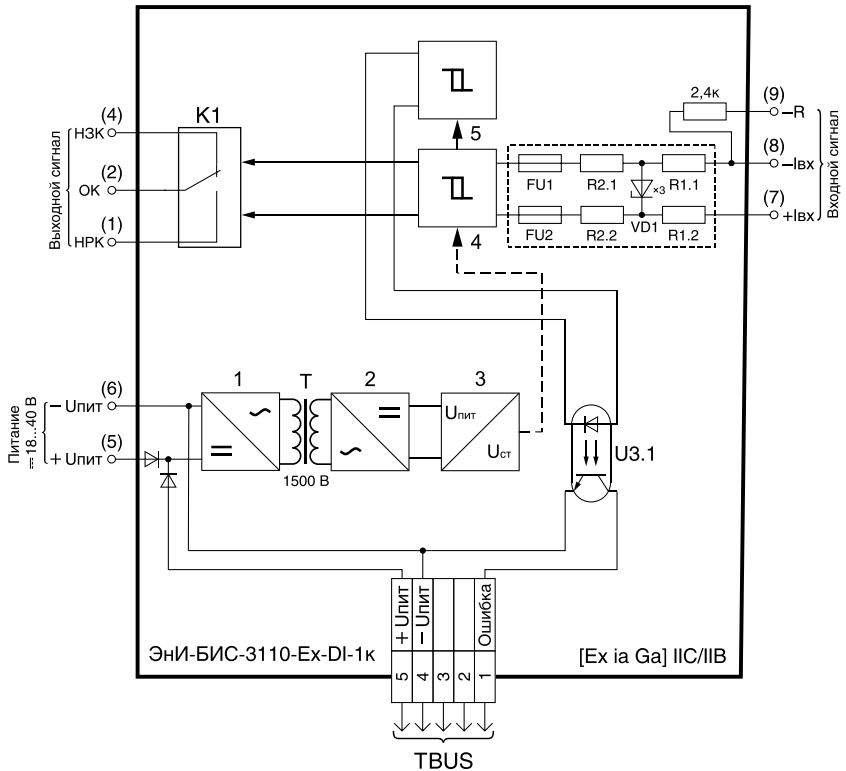 K1
(4)
НЗК
(2)
ОК
(1)
НРК
Выходной сигнал
5
4
FU1
R2.1
×3
R1.1
FU2
R2.2
VD1
R1.2
2,4к
(9)
–R
(8)
–Iвх
(7)
+Iвх
Входной сигнал
Питание
⎓18...40 В
(6)
– Uпит
(5)
+ Uпит
1
T
2
3
Uпит
Uст
1500 В
U3.1
+ Uпит
– Uпит
Ошибка
5
4
3
2
1
ЭнИ-БИС-3110-Ex-DI-1к
[Ex ia Ga] IIC/IIB
TBUS